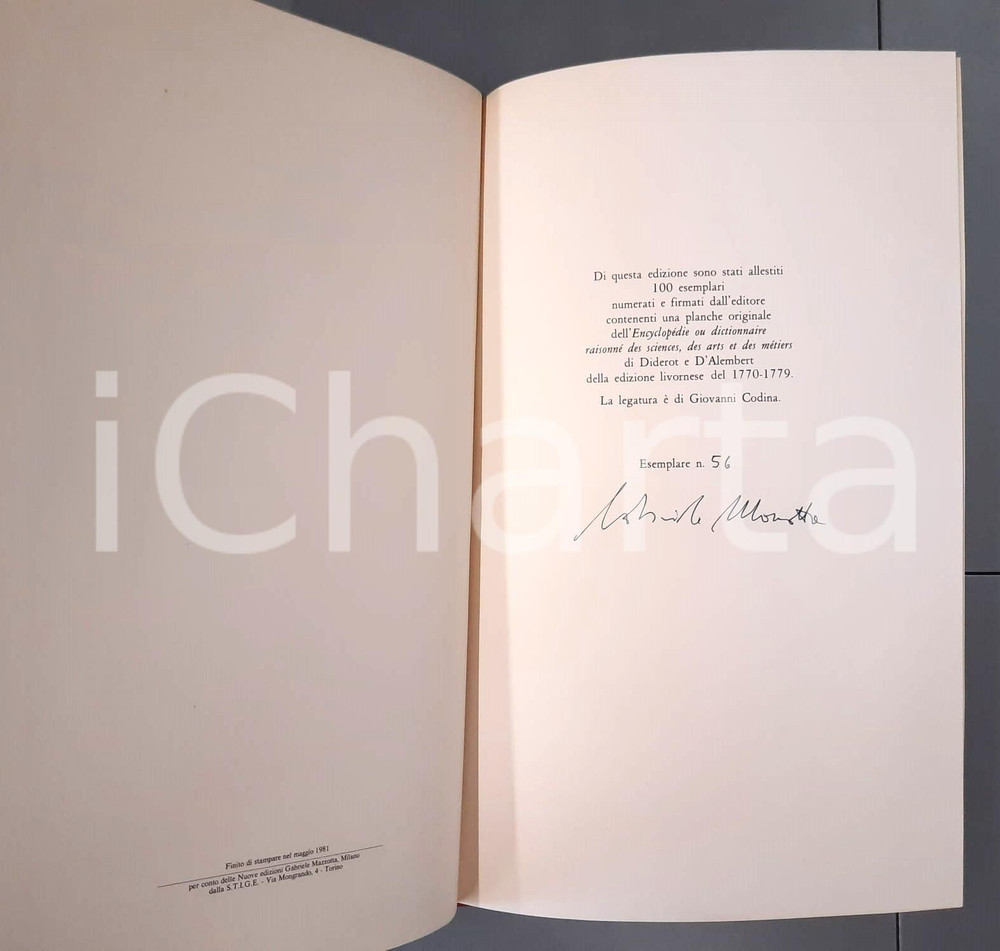 Finito di stampare nel maggio 1981
per conto delle Nuove edizioni Gabriele Mazzotta, Milano
dalla S.T.I.G.E. - Via Mongrando, 4 - Torino
Di questa edizione sono stati allestiti
100 esemplari
numerati e firmati dall'editore
contenenti una planche originale
dell'Encyclopédie ou dictionnaire
raisonné des sciences, des arts et des métiers
di Diderot e D'Alembert
della edizione livornese del 1770-1779.
La legatura è di Giovanni Codina.
Esemplare n. 56
Gabriele Mazzotta
iCharta